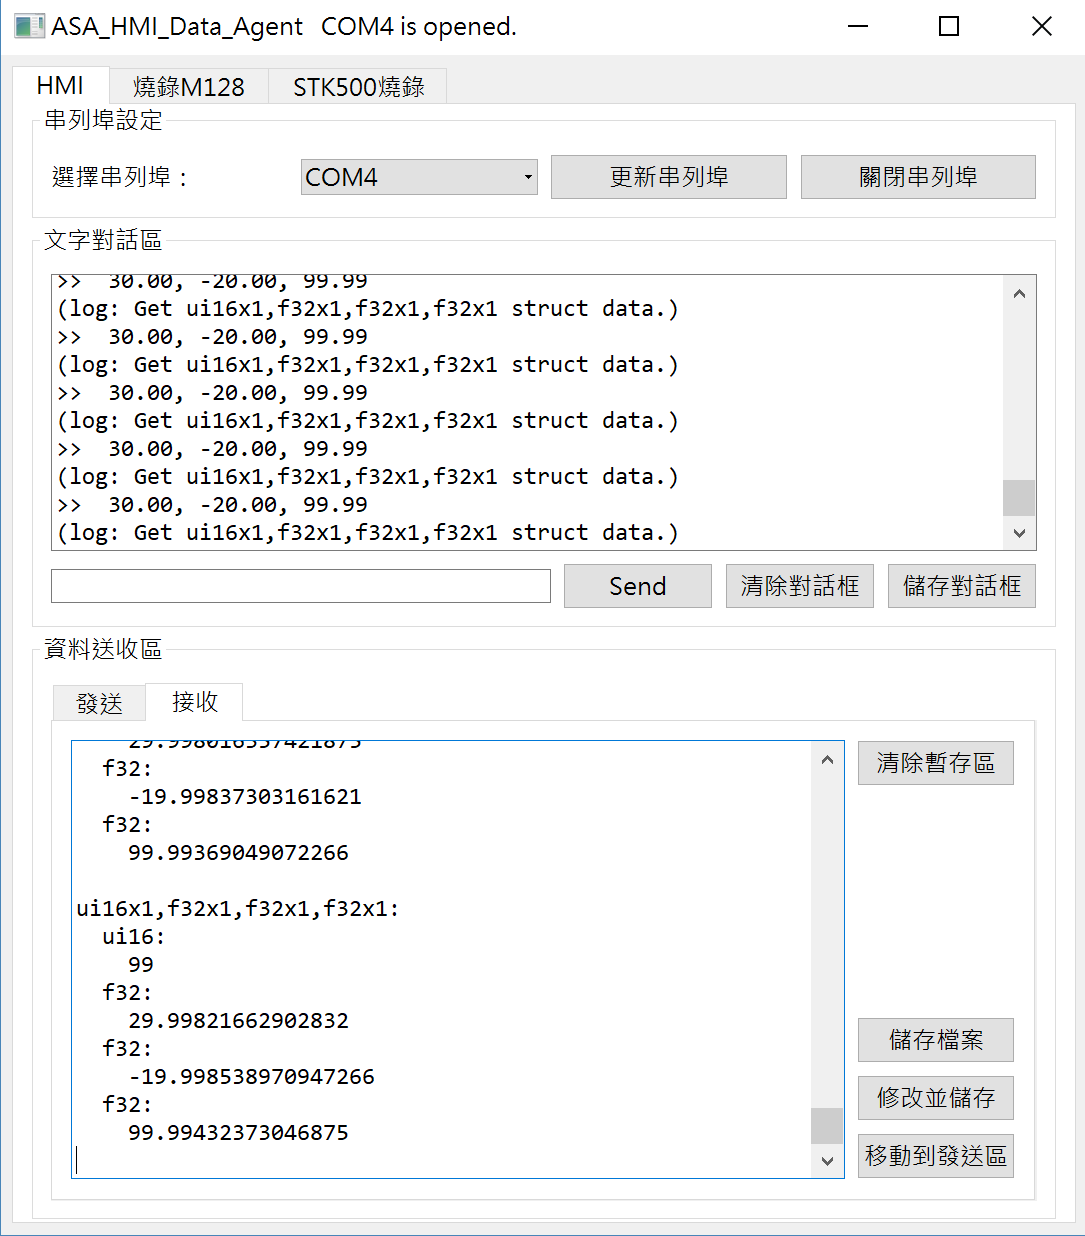 ASA_HMI_Data_Agent COM4 is opened.
HMI 燒錄M128 STK500燒錄
串列埠設定
選擇串列埠： COM4 更新串列埠 關閉串列埠
文字對話區
>>  30.00, -20.00, 99.99
(log: Get ui16x1,f32x1,f32x1,f32x1 struct data.)
>>  30.00, -20.00, 99.99
(log: Get ui16x1,f32x1,f32x1,f32x1 struct data.)
>>  30.00, -20.00, 99.99
(log: Get ui16x1,f32x1,f32x1,f32x1 struct data.)
>>  30.00, -20.00, 99.99
(log: Get ui16x1,f32x1,f32x1,f32x1 struct data.)
>>  30.00, -20.00, 99.99
(log: Get ui16x1,f32x1,f32x1,f32x1 struct data.)
Send 清除對話框 儲存對話框
資料送收區
發送 接收
f32:
-19.99837303161621
f32:
99.99369049072266
ui16x1,f32x1,f32x1,f32x1:
ui16:
99
f32:
29.99821662902832
f32:
-19.998538970947266
f32:
99.99432373046875
清除暫存區
儲存檔案
修改並儲存
移動到發送區